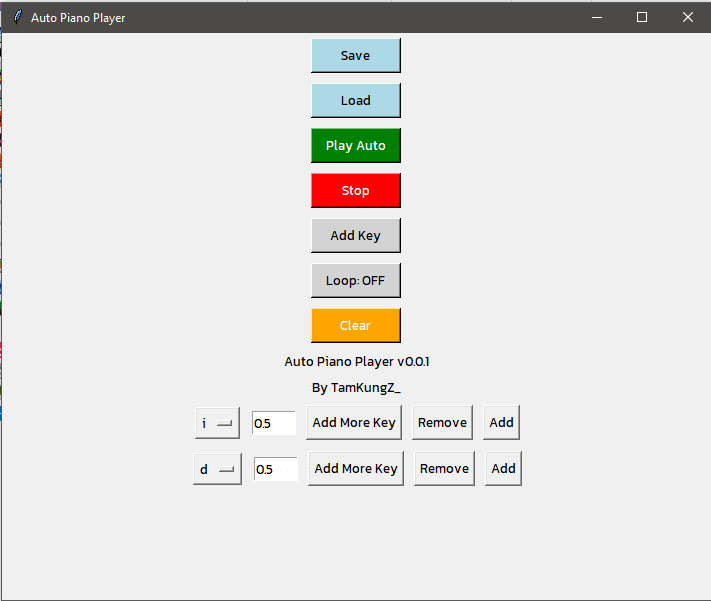 Auto Piano Player
Save
Load
Play Auto
Stop
Add Key
Loop: OFF
Clear
Auto Piano Player v0.0.1
By TamKungZ_
i 0.5 Add More Key Remove Add
d 0.5 Add More Key Remove Add